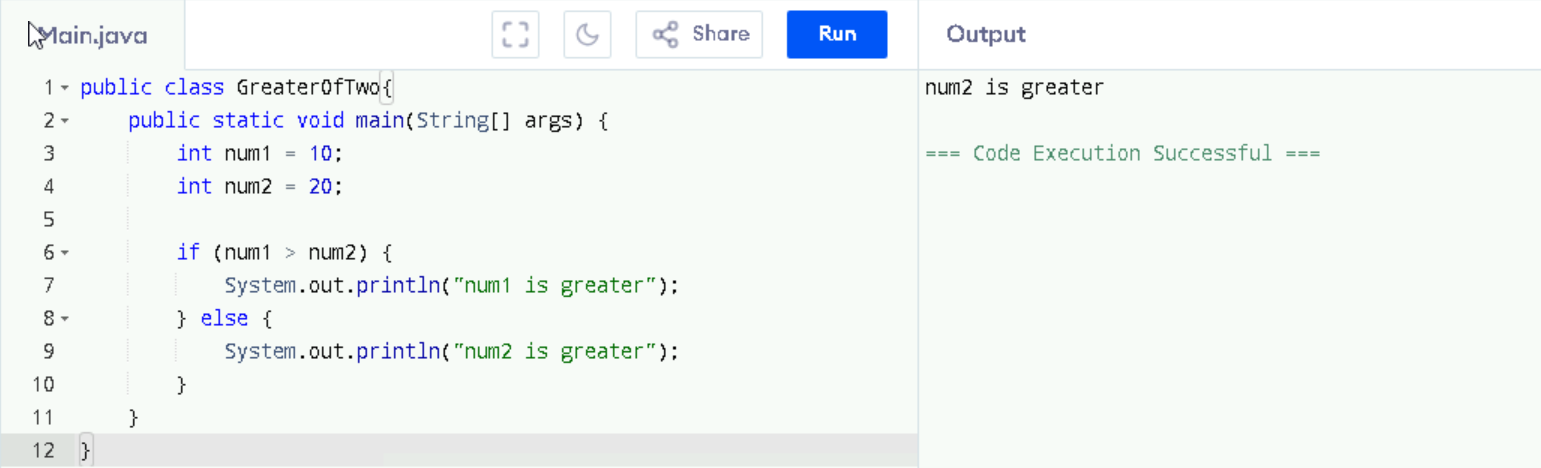 Main.java Share Run Output
1 public class GreaterOfTwo{
2 public static void main(String[] args) {
3 int num1 = 10;
4 int num2 = 20;
5
6 if (num1 > num2) {
7 System.out.println("num1 is greater");
8 } else {
9 System.out.println("num2 is greater");
10 }
11 }
12 }
num2 is greater
=== Code Execution Successful ===